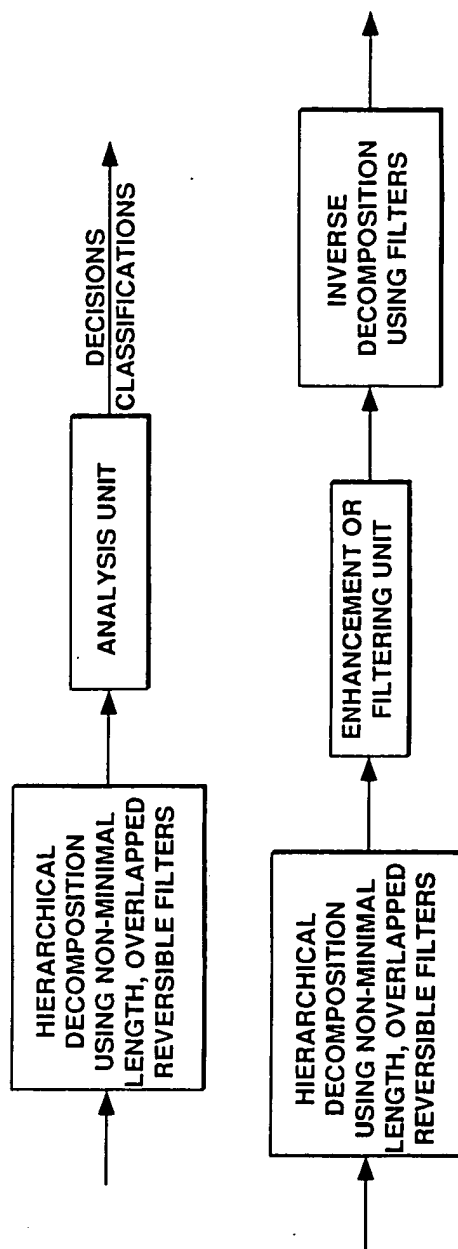 HIERARCHICAL
DECOMPOSITION
USING NON-MINIMAL
LENGTH, OVERLAPPED
REVERSIBLE FILTERS
ANALYSIS UNIT
DECISIONS
CLASSIFICATIONS
HIERARCHICAL
DECOMPOSITION
USING NON-MINIMAL
LENGTH, OVERLAPPED
REVERSIBLE FILTERS
ENHANCEMENT OR
FILTERING UNIT
INVERSE
DECOMPOSITION
USING FILTERS